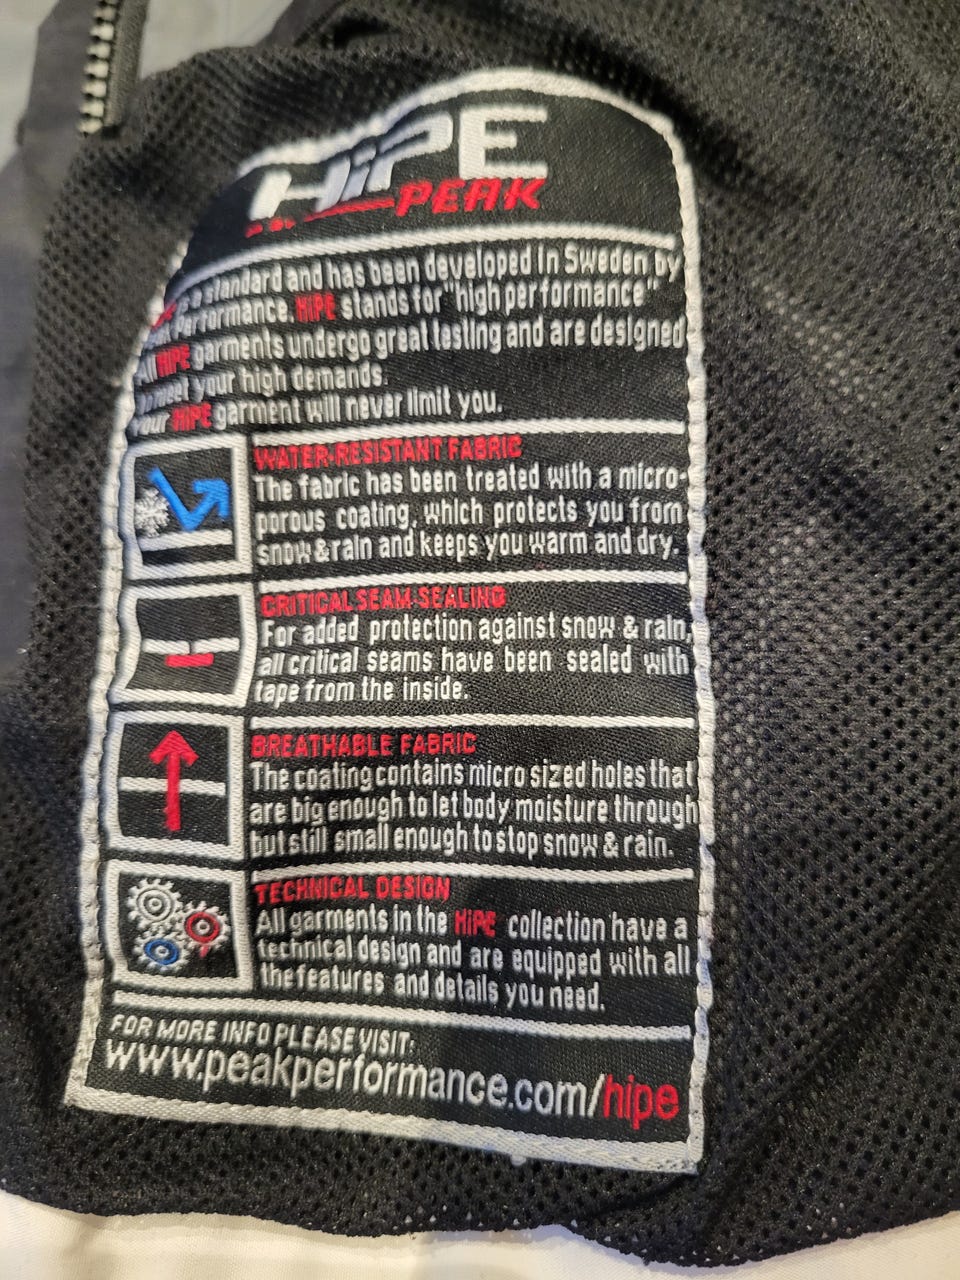 HiPE
PEAK
is a standard and has been developed in Sweden by
Performance. HiPE stands for "high performance"
All HiPE garments undergo great testing and are designed
to meet your high demands.
Your HiPE garment will never limit you.
WATER-RESISTANT FABRIC
The fabric has been treated with a micro-
porous coating, which protects you from
snow & rain and keeps you warm and dry.
CRITICAL SEAM-SEALING
For added protection against snow & rain,
all critical seams have been sealed with
tape from the inside.
BREATHABLE FABRIC
The coating contains micro sized holes that
are big enough to let body moisture through
but still small enough to stop snow & rain.
TECHNICAL DESIGN
All garments in the HiPE collection have a
technical design and are equipped with all
the features and details you need.
FOR MORE INFO PLEASE VISIT:
www.peakperformance.com/hipe